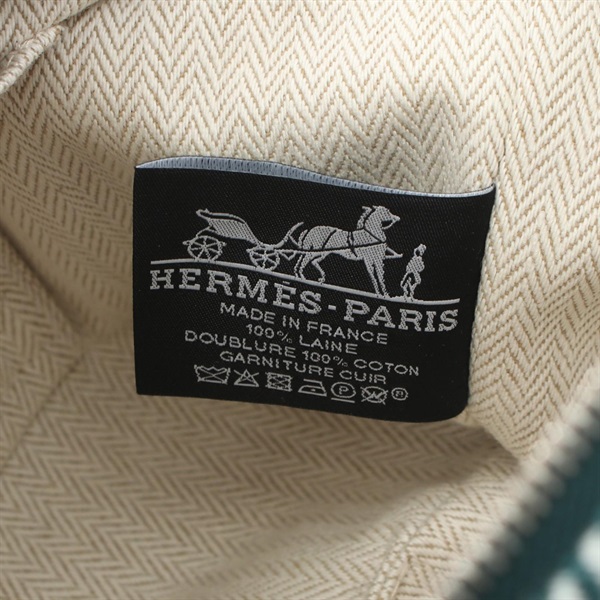 HERMÈS-PARIS
MADE IN FRANCE
100% LAINE
DOUBLURE 100% COTON
GARNITURE CUIR